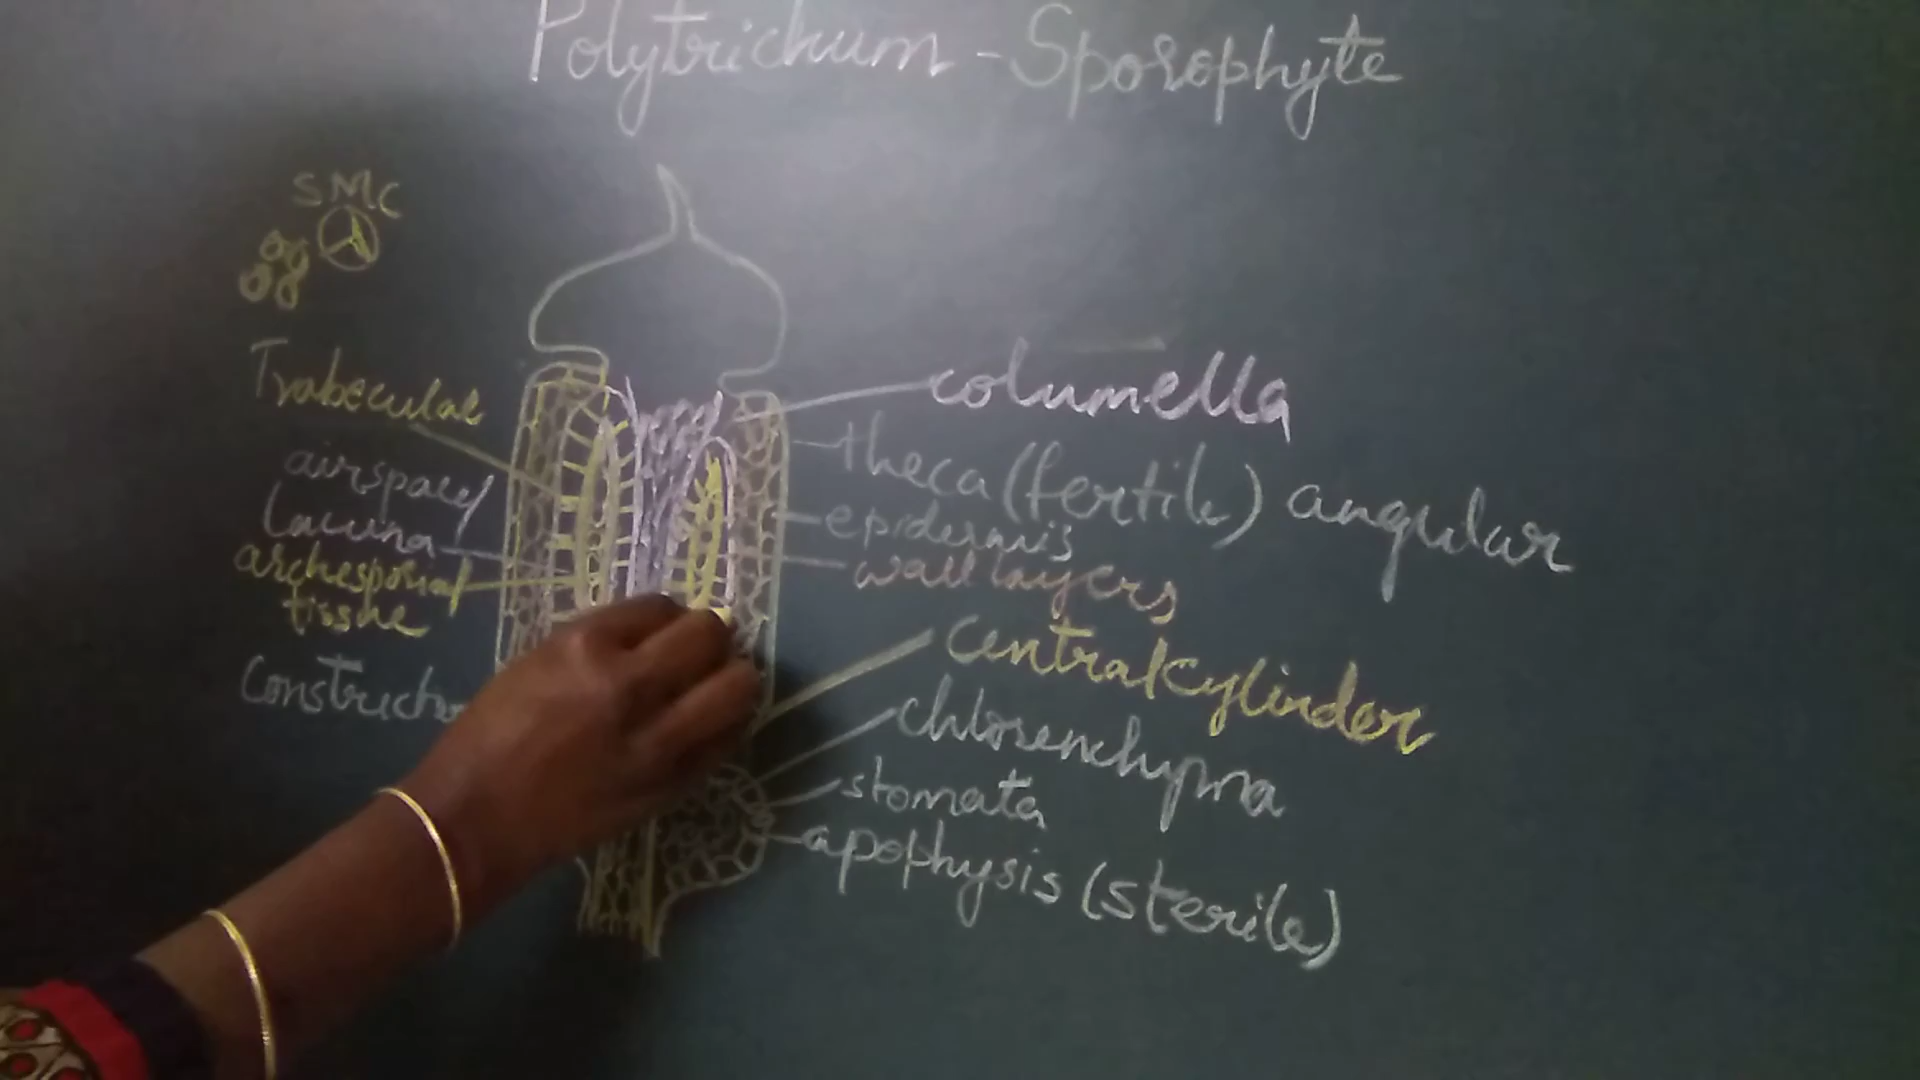 Polytrichum - Sporophyte
SMC
Trabeculae
airspace/
Lacuna
archesporial
tissue
columella
theca (fertile) angular
epidermis
wall layers
central cylinder
chlorenchyma
stomata
apophysis (sterile)